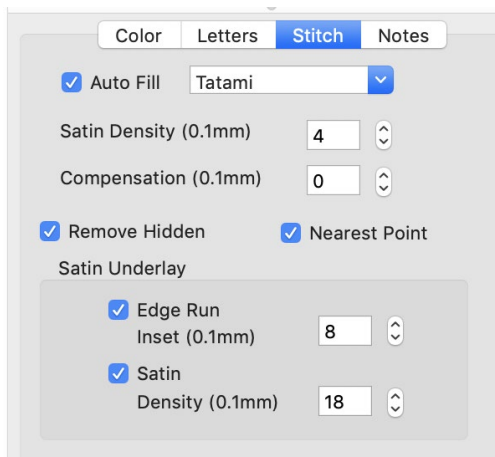 Color Letters Stitch Notes
Auto Fill Tatami
Satin Density (0.1mm) 4
Compensation (0.1mm) 0
Remove Hidden Nearest Point
Satin Underlay
Edge Run
Inset (0.1mm) 8
Satin
Density (0.1mm) 18